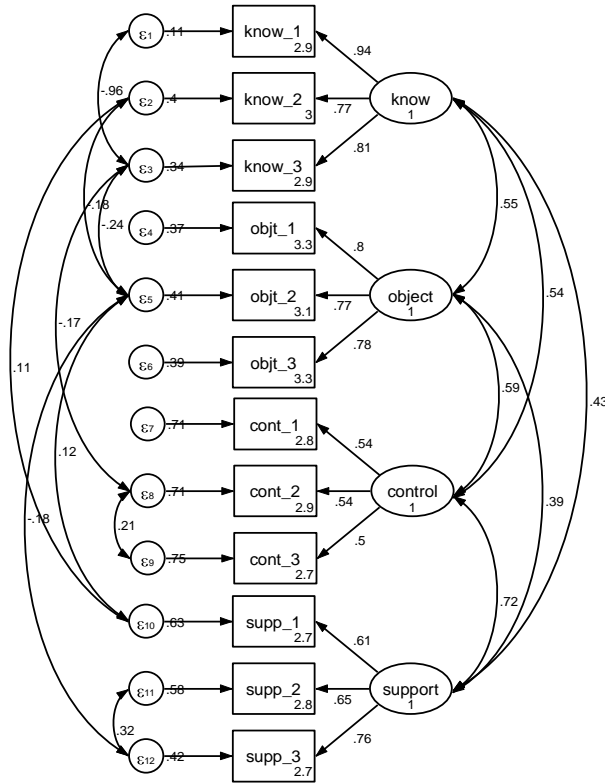 ε1 .11 know_1 2.9 .94
-.96
ε2 .4 know_2 3 .77 know 1
.81
ε3 .34 know_3 2.9
-.18 .55
-.24
ε4 .37 objt_1 3.3 .8
ε5 .41 objt_2 3.1 .77 object 1 .54
-.17
.78
ε6 .39 objt_3 3.3
.11 .59 .43
ε7 .71 cont_1 2.8 .54
.12
ε8 .71 cont_2 2.9 .54 control 1 .39
-.18
.21 .5
ε9 .75 cont_3 2.7
.72
ε10 .63 supp_1 2.7 .61
ε11 .58 supp_2 2.8 .65 support 1
.32 .76
ε12 .42 supp_3 2.7